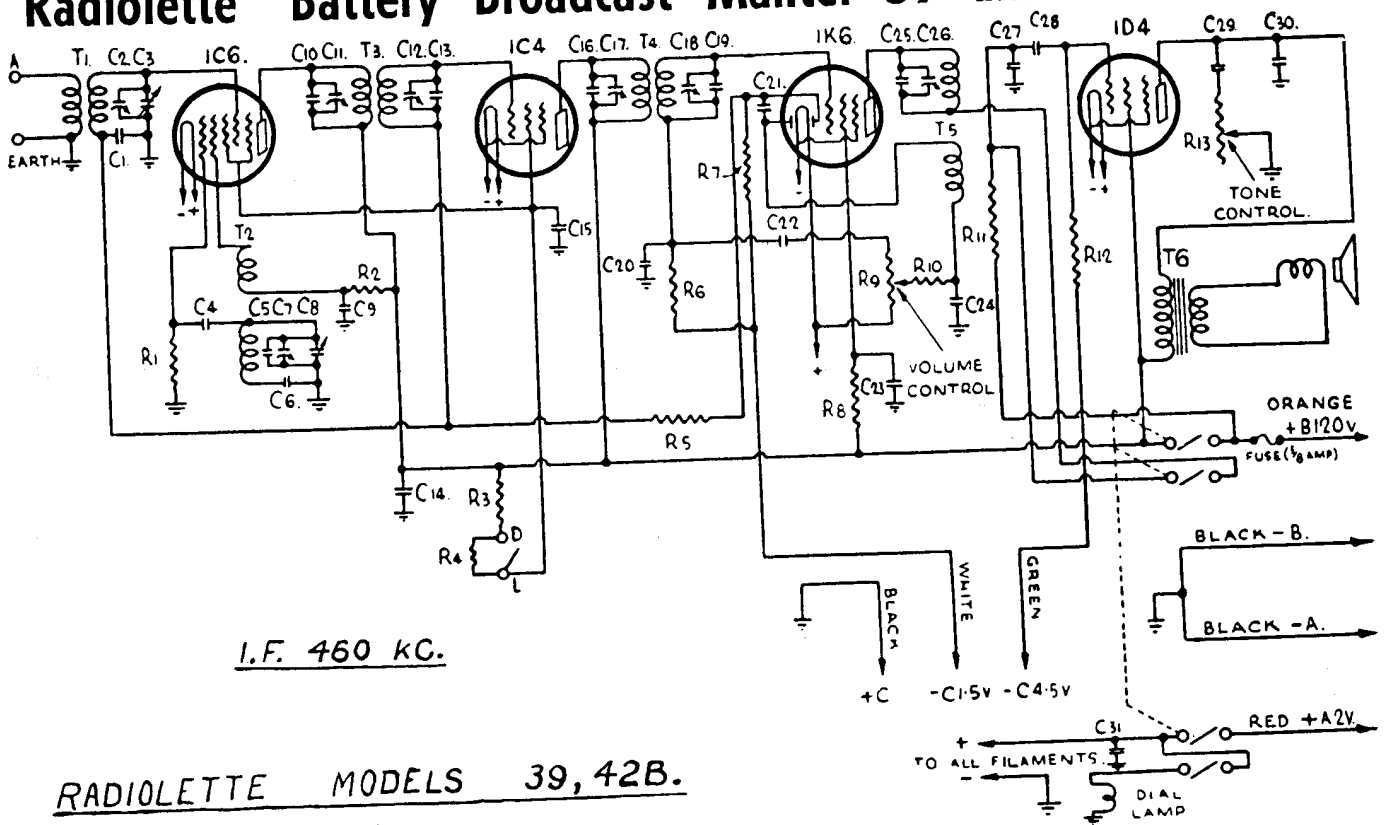 Radiolette Battery Broadcast Mantel
A
EARTH
T1.
C2. C3
C1.
1C6.
C10. C11.
T3.
C12. C13.
1C4
C16. C17.
T4.
C18. C19.
C21.
1K6.
C25. C26.
T5
C27
C28
1D4
C29.
C30.
R13
TONE
CONTROL.
- +
- +
-
- +
R7
C15
T2
R2
C9
C4
C5 C7 C8
R1
C6.
C20
C22
R6
R9
R10
C24
R11
R12
T6
+
VOLUME
CONTROL
C23
R8
R5
ORANGE
+B120V
FUSE (⅛ AMP)
C14.
R3
D
R4
L
BLACK -B.
WHITE
GREEN
BLACK
BLACK -A.
I.F. 460 KC.
+C
-C1·5V
-C4·5V
RED +A2V.
C31
+
TO ALL FILAMENTS.
-
DIAL
LAMP
RADIOLETTE MODELS 39, 42B.